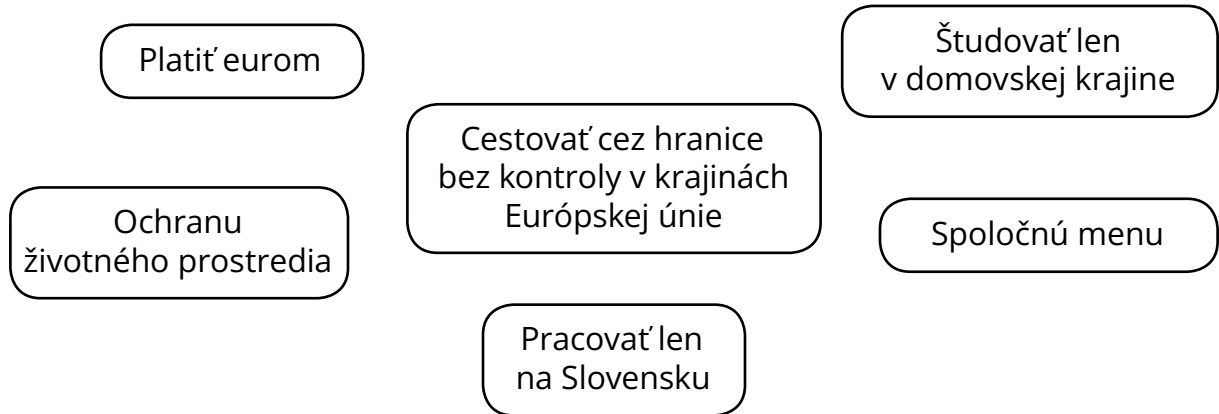 Platiť eurom
Študovať len
v domovskej krajine
Cestovať cez hranice
bez kontroly v krajinách
Európskej únie
Ochranu
životného prostredia
Spoločnú menu
Pracovať len
na Slovensku